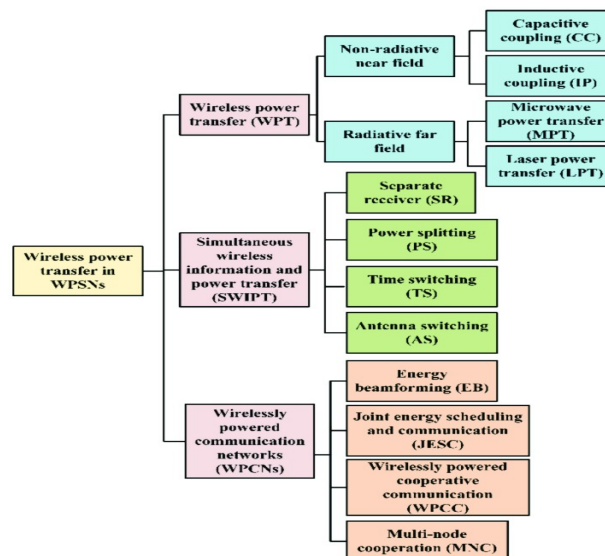 Wireless power
transfer in
WPSNs
Wireless power
transfer (WPT)
Non-radiative
near field
Capacitive
coupling (CC)
Inductive
coupling (IP)
Radiative far
field
Microwave power
transfer
(MPT)
Laser power
transfer (LPT)
Simultaneous
wireless
information and
power transfer
(SWIPT)
Separate
receiver (SR)
Power splitting
(PS)
Time switching
(TS)
Antenna switching
(AS)
Wirelessly
powered
communication
networks
(WPCNs)
Energy
beamforming (EB)
Joint energy scheduling
and communication
(JESC)
Wirelessly powered
cooperative
communication
(WPCC)
Multi-node
cooperation (MNC)